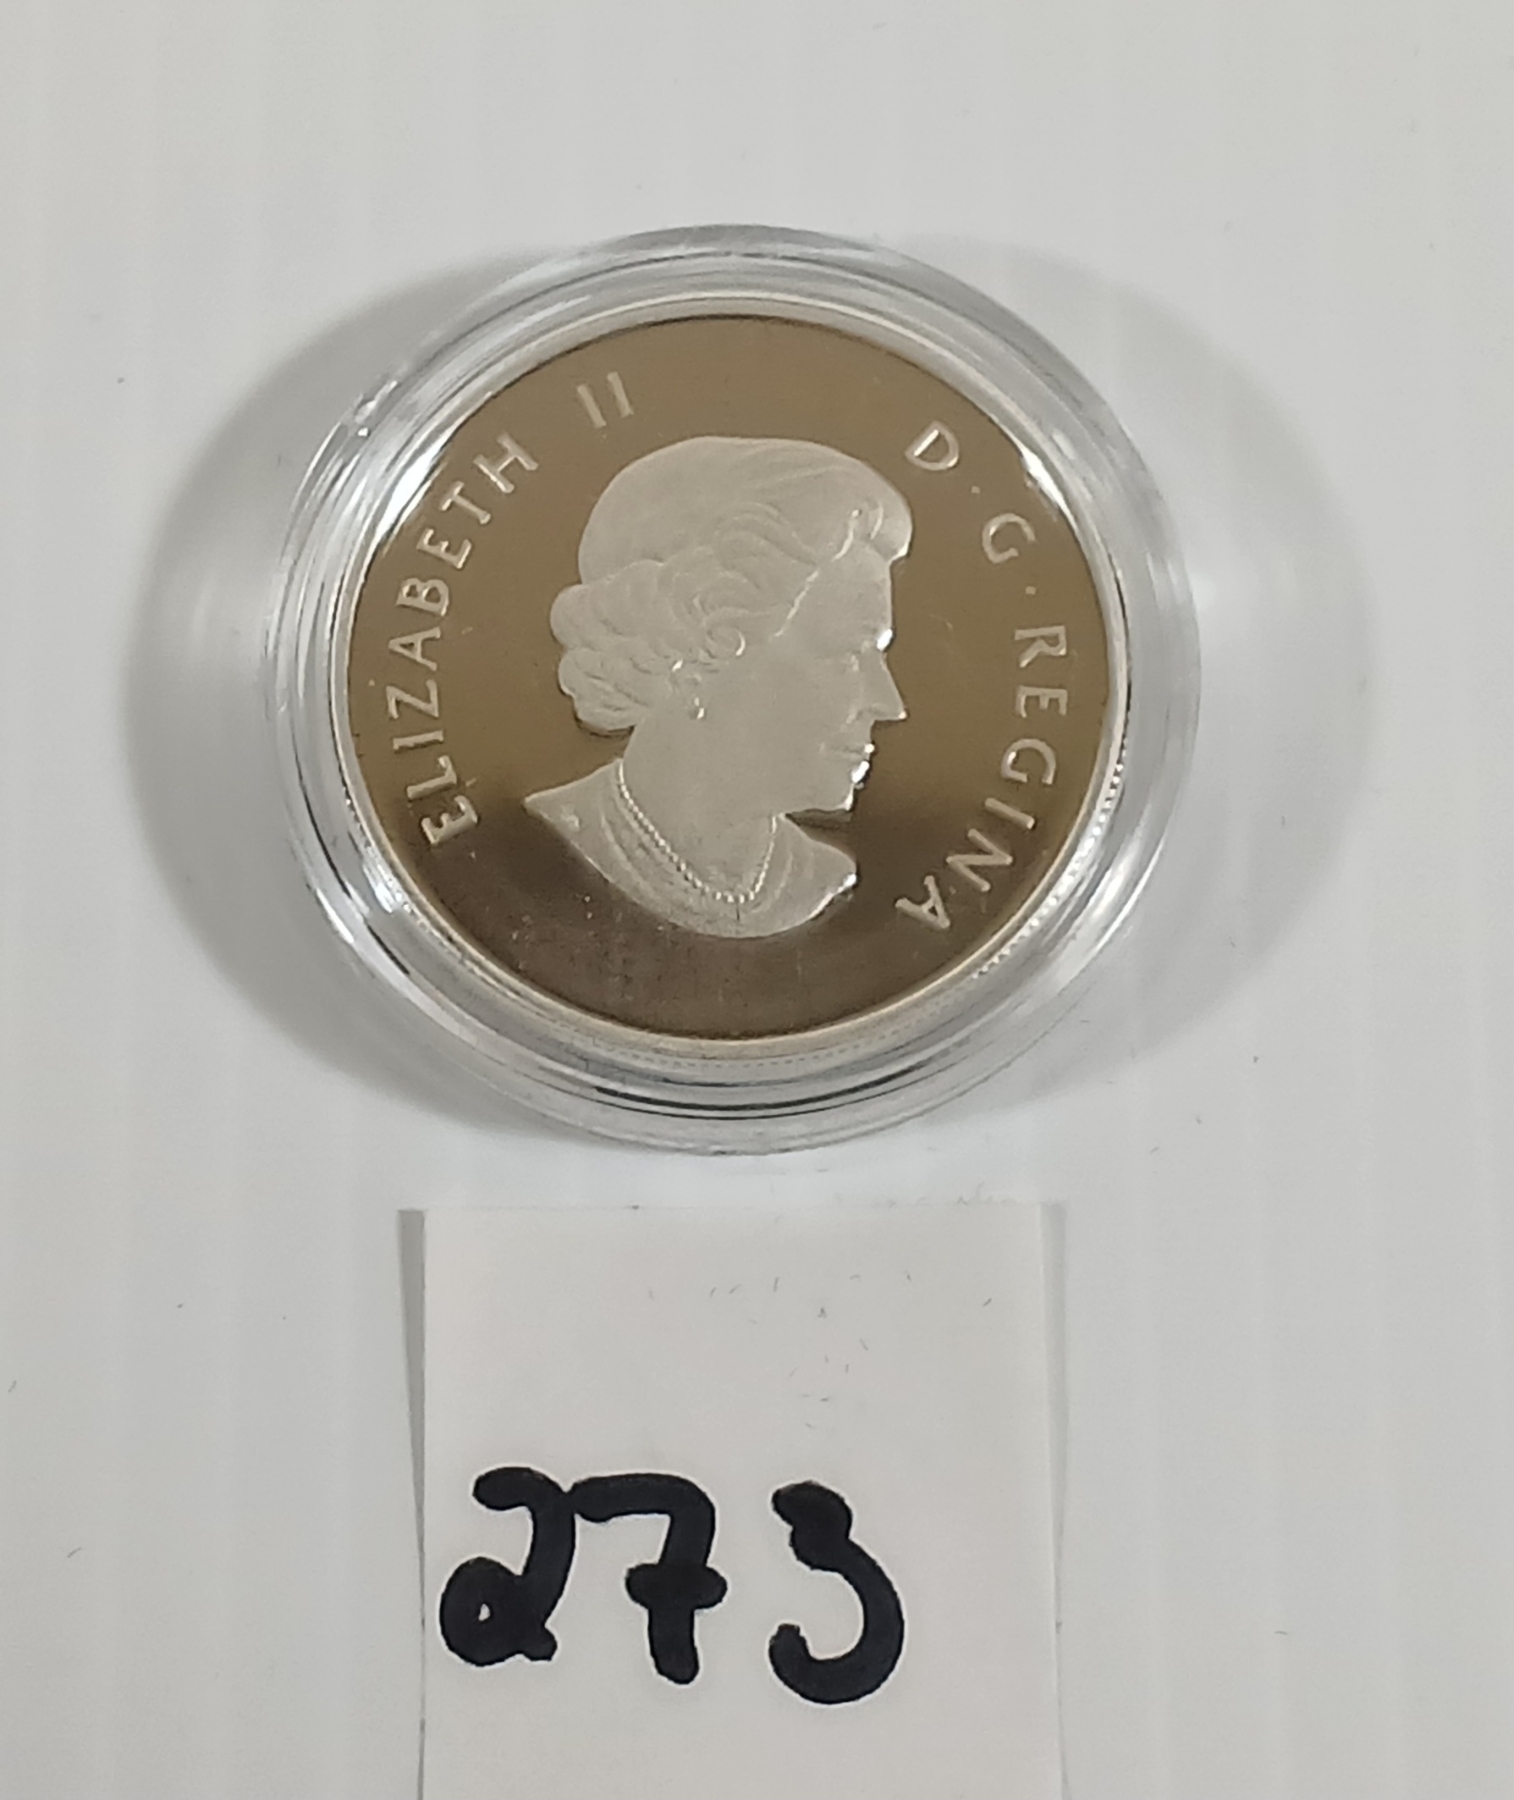 ELIZABETH II D·G·REGINA
273